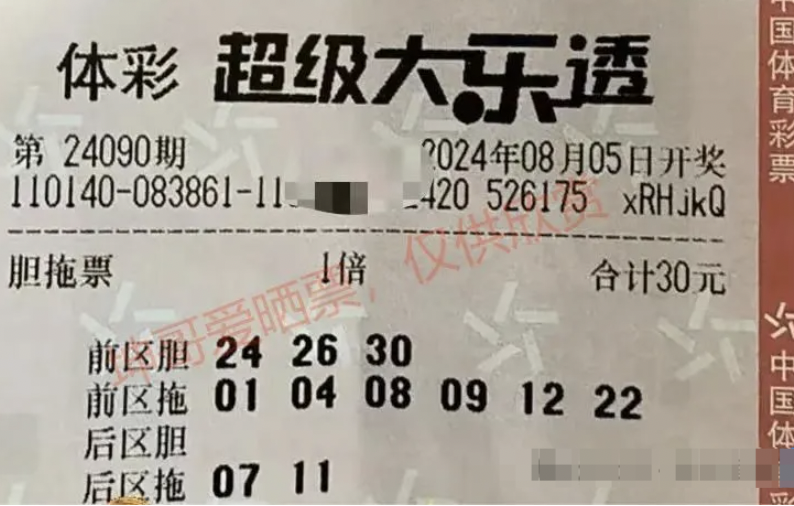 体彩 超级大乐透
第 24090期 2024年08月05日开奖
110140-083861-11 420 526175 xRHjkQ
胆拖票 1倍 合计30元
前区胆 24 26 30
前区拖 01 04 08 09 12 22
后区胆
后区拖 07 11
坤哥爱晒票,仅供欣赏
中国体育彩票
中国体彩